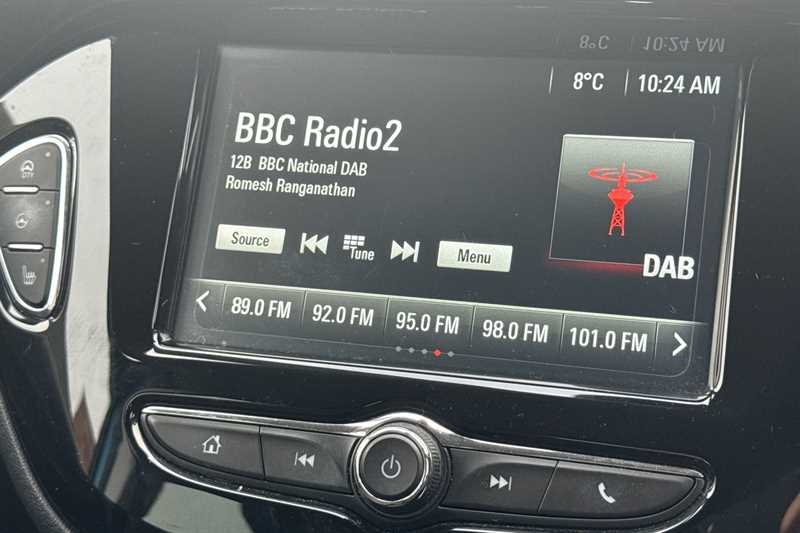 8°C 10:24 AM
BBC Radio2
12B BBC National DAB
Romesh Ranganathan
Source Tune Menu
DAB
89.0 FM 92.0 FM 95.0 FM 98.0 FM 101.0 FM
CITY